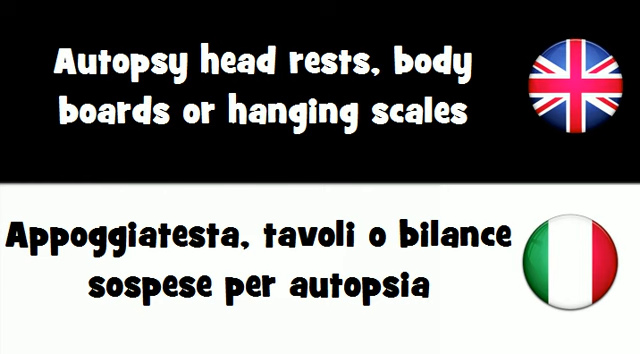 Autopsy head rests, body
boards or hanging scales
Appoggiatesta, tavoli o bilance
sospese per autopsia